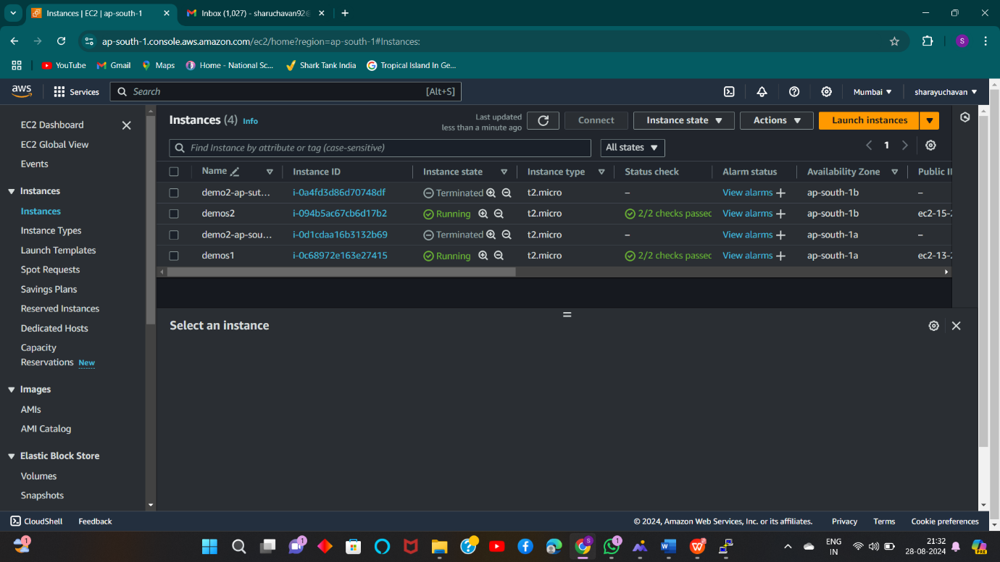 Instances | EC2 | ap-south-1
Inbox (1,027) - sharuchavan92@
ap-south-1.console.aws.amazon.com/ec2/home?region=ap-south-1#Instances:
S
YouTube Gmail Maps Home - National Sc... Shark Tank India Tropical Island In Ge...
aws Services Search [Alt+S] Mumbai sharayuchavan
EC2 Dashboard
EC2 Global View
Events
Instances
Instances
Instance Types
Launch Templates
Spot Requests
Savings Plans
Reserved Instances
Dedicated Hosts
Capacity
Reservations New
Images
AMIs
AMI Catalog
Elastic Block Store
Volumes
Snapshots
Instances (4) Info
Last updated
less than a minute ago
Connect Instance state Actions Launch instances
Find Instance by attribute or tag (case-sensitive) All states 1
Name Instance ID Instance state Instance type Status check Alarm status Availability Zone Public I
demo2-ap-sut... i-0a4fd3d86d70748df Terminated t2.micro – View alarms + ap-south-1b –
demos2 i-094b5ac67cb6d17b2 Running t2.micro 2/2 checks passec View alarms + ap-south-1b ec2-15-2
demo2-ap-sou... i-0d1cdaa16b3132b69 Terminated t2.micro – View alarms + ap-south-1a –
demos1 i-0c68972e163e27415 Running t2.micro 2/2 checks passec View alarms + ap-south-1a ec2-13-2
Select an instance
CloudShell Feedback © 2024, Amazon Web Services, Inc. or its affiliates. Privacy Terms Cookie preferences
1 1 S 1 ENG 21:32
IN 28-08-2024 PRE